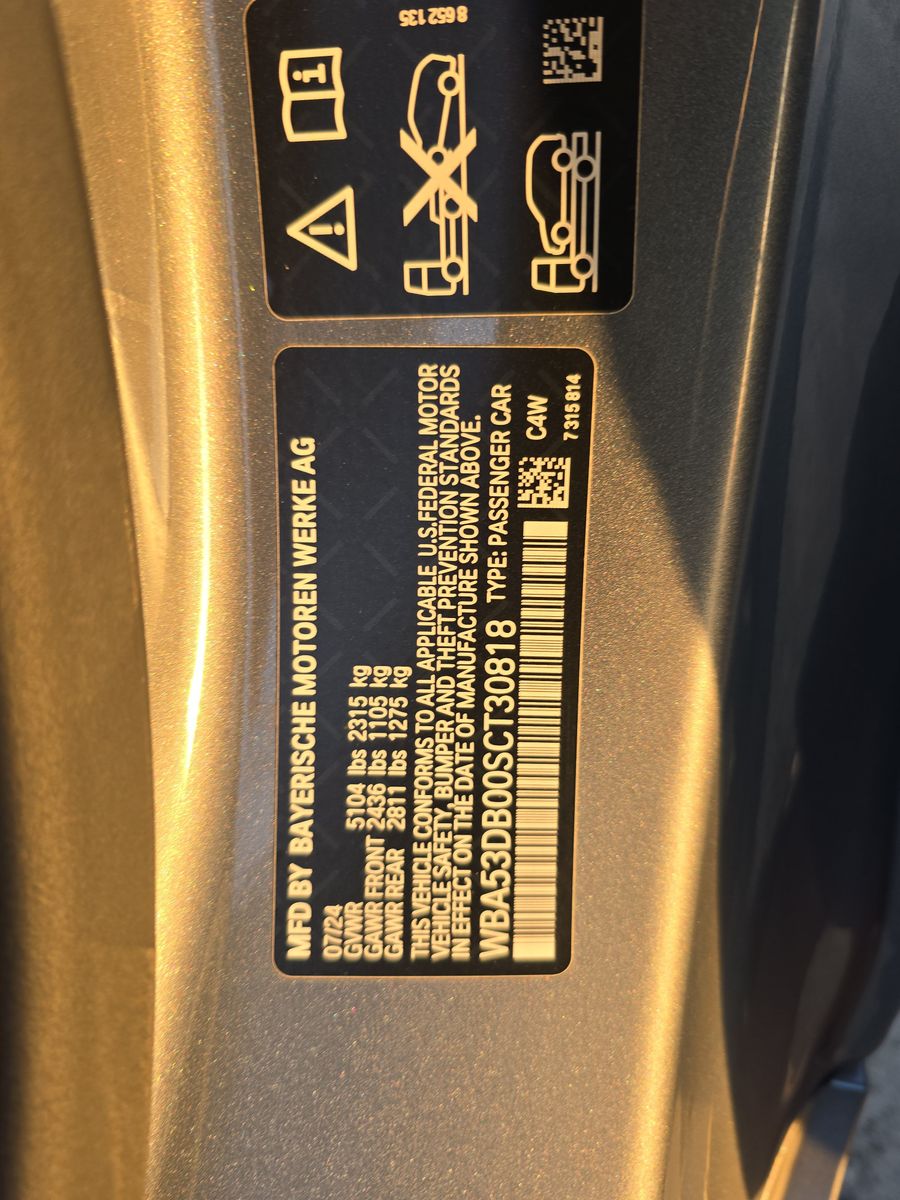 MFD BY BAYERISCHE MOTOREN WERKE AG
07/24
GVWR 5104 lbs 2315 kg
GAWR FRONT 2436 lbs 1105 kg
GAWR REAR 2811 lbs 1275 kg
THIS VEHICLE CONFORMS TO ALL APPLICABLE U.S.FEDERAL MOTOR
VEHICLE SAFETY, BUMPER AND THEFT PREVENTION STANDARDS
IN EFFECT ON THE DATE OF MANUFACTURE SHOWN ABOVE.
WBA53DB00SCT30818 TYPE: PASSENGER CAR
C4W
7 315 814
8 652 135